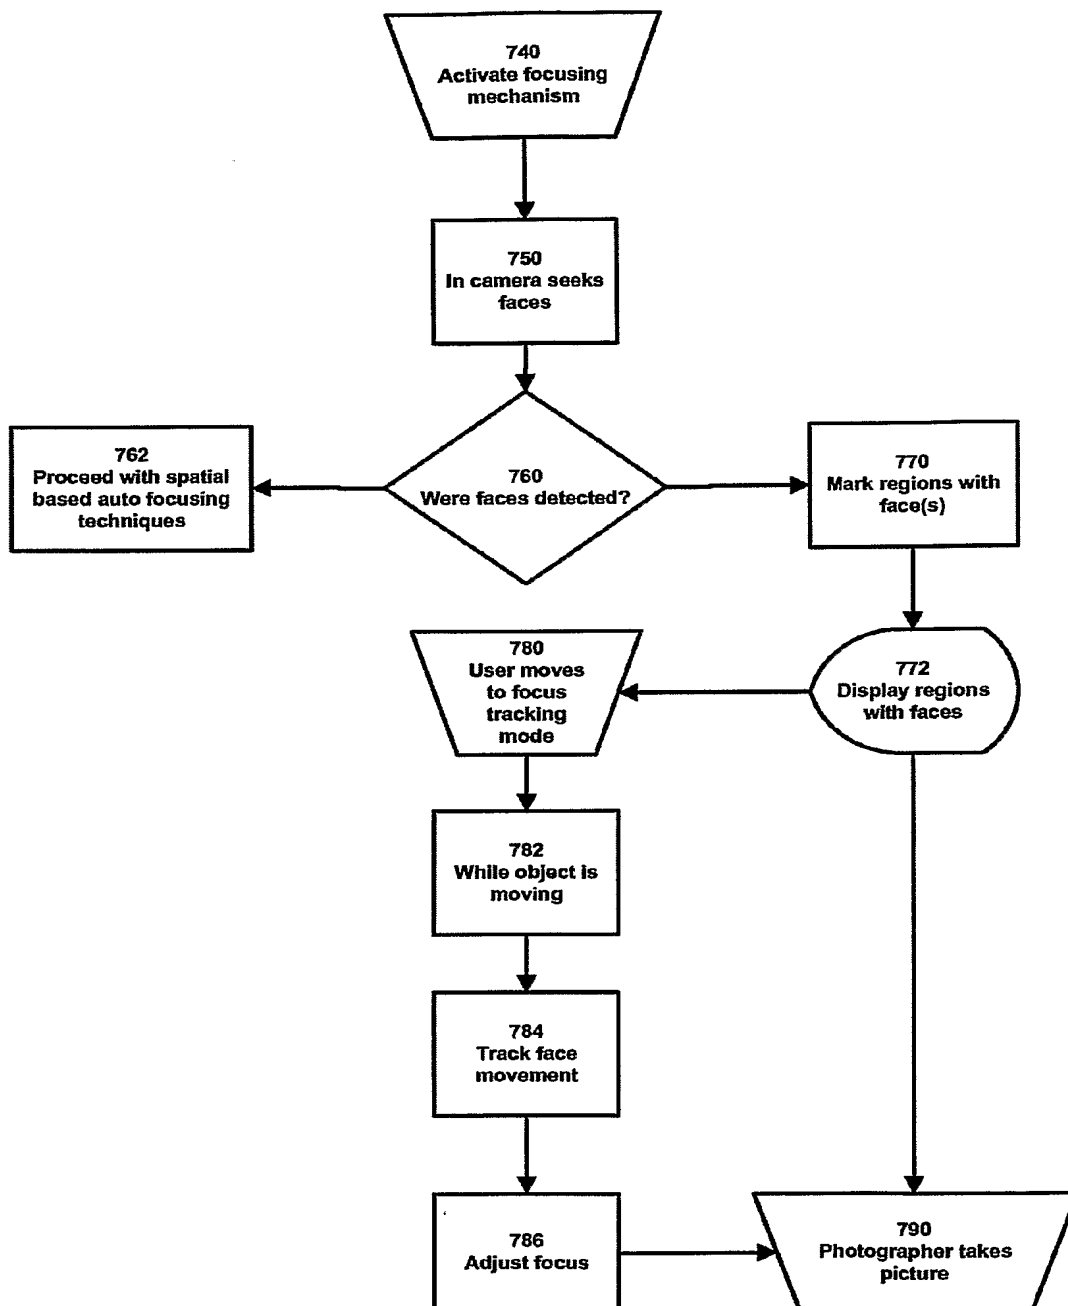 740
Activate focusing
mechanism
750
In camera seeks
faces
760
Were faces detected?
762
Proceed with spatial
based auto focusing
techniques
770
Mark regions with
face(s)
772
Display regions
with faces
780
User moves
to focus
tracking
mode
782
While object is
moving
784
Track face
movement
786
Adjust focus
790
Photographer takes
picture